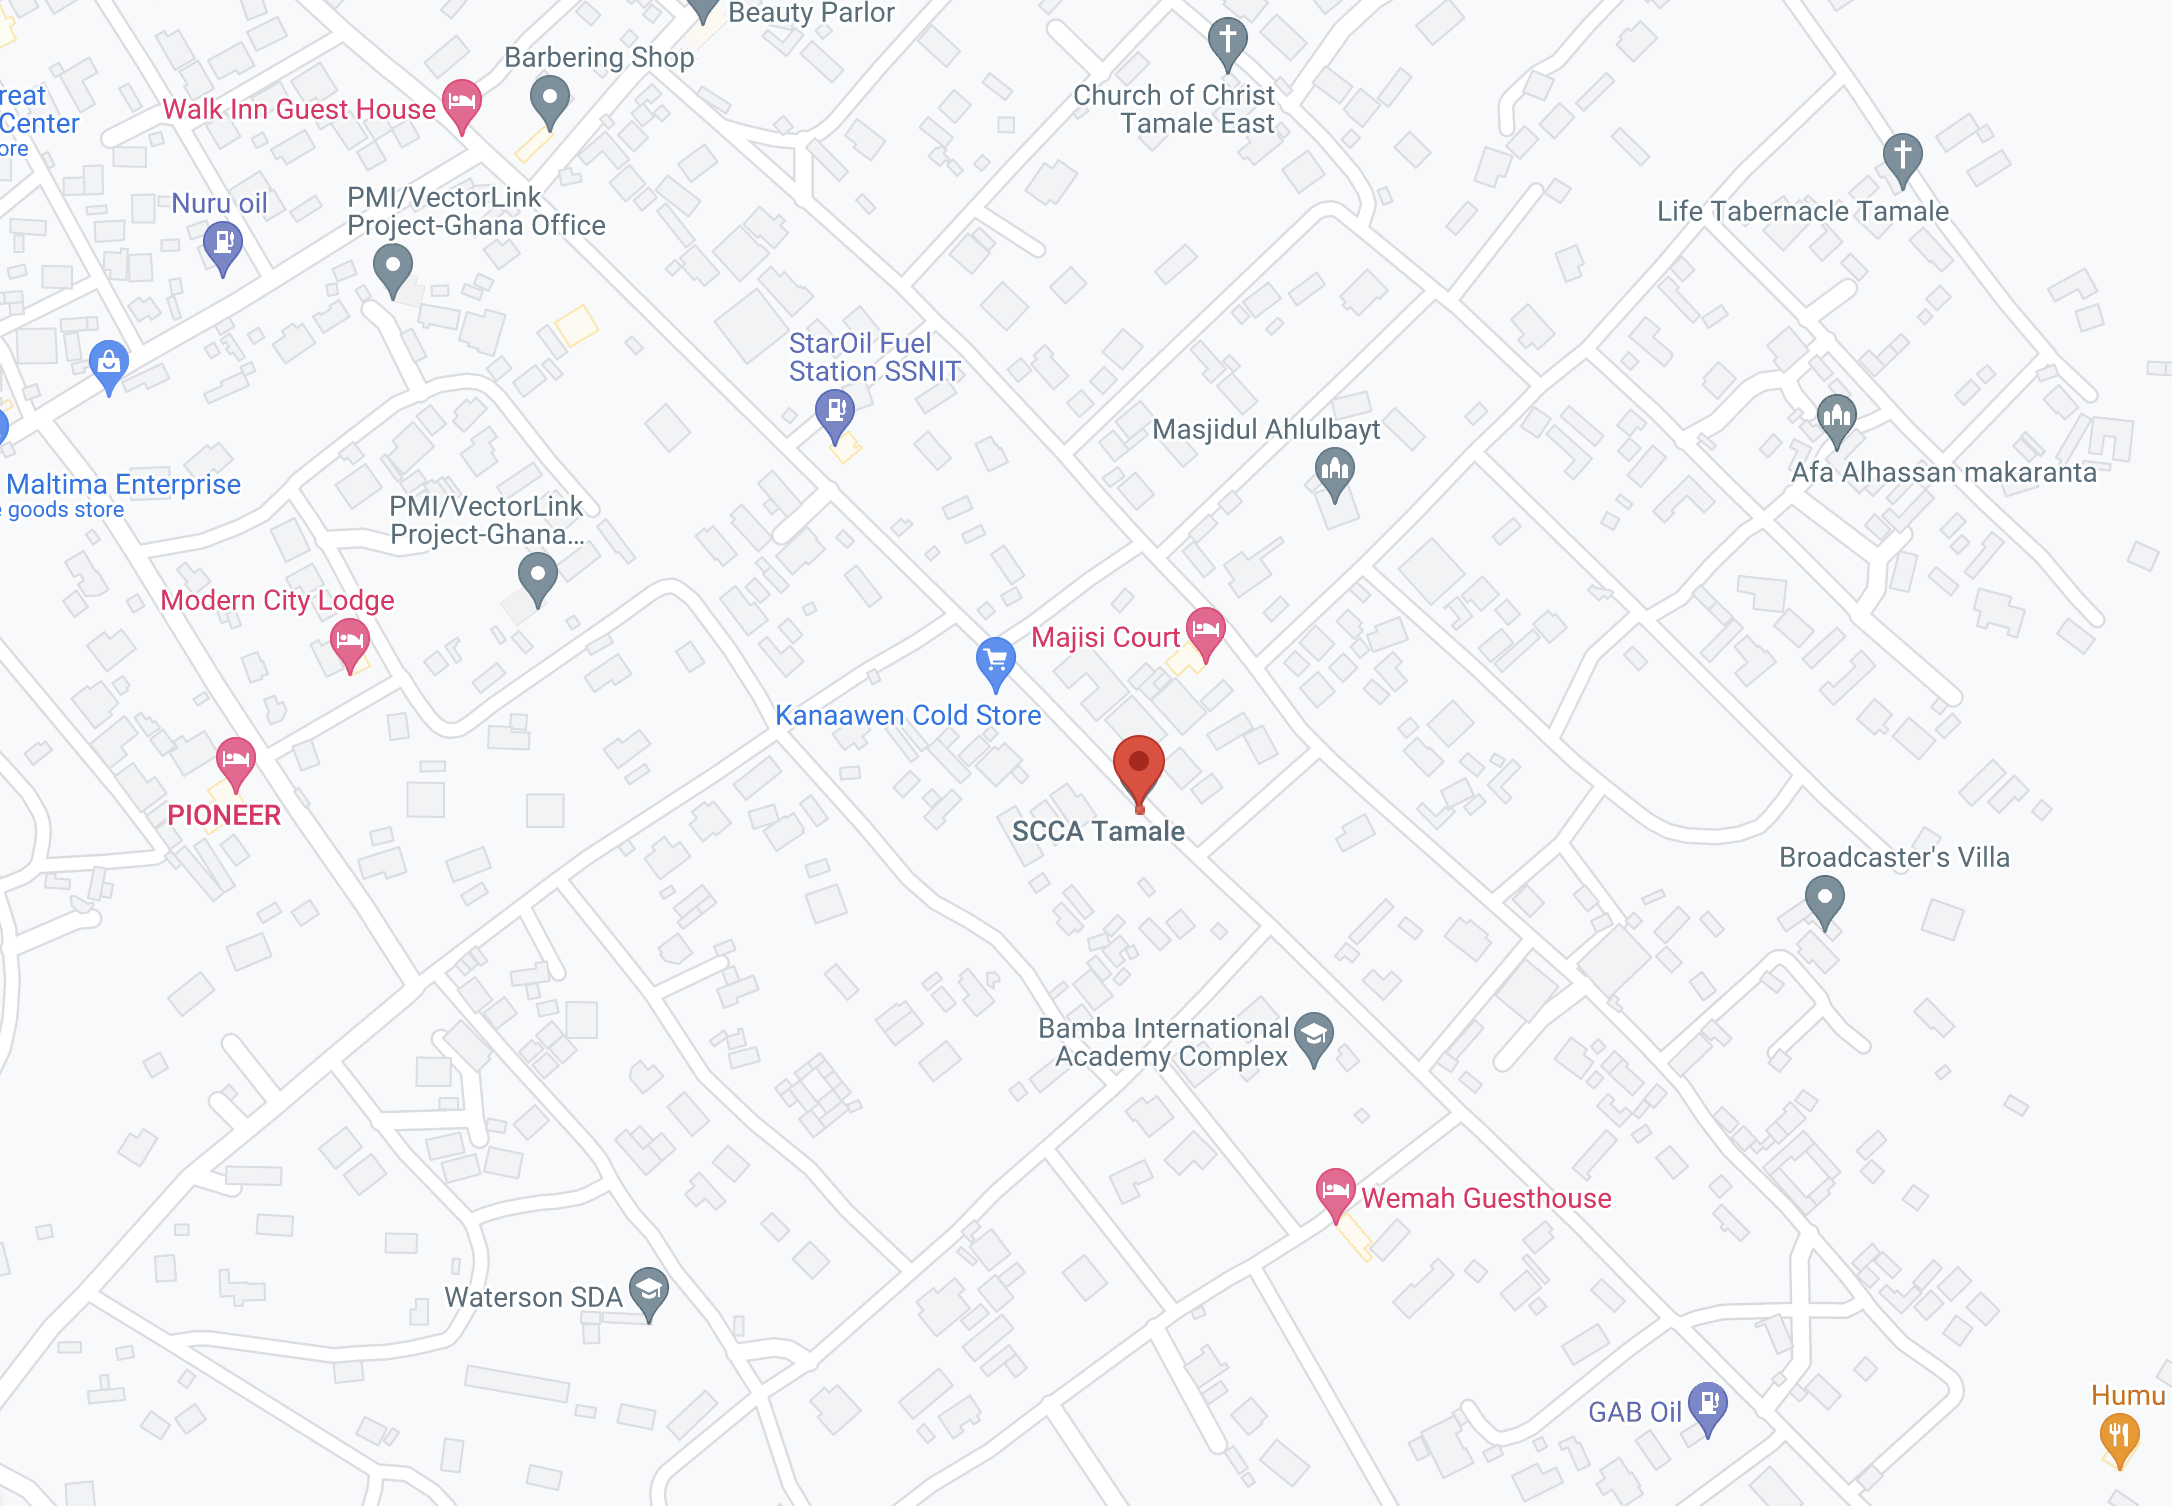 Beauty Parlor
Barbering Shop
Walk Inn Guest House
Church of Christ
Tamale East
reat
Center
ore
Life Tabernacle Tamale
Nuru oil
PMI/VectorLink
Project-Ghana Office
StarOil Fuel
Station SSNIT
Masjidul Ahlulbayt
Afa Alhassan makaranta
Maltima Enterprise
e goods store
PMI/VectorLink
Project-Ghana...
Modern City Lodge
Majisi Court
Kanaawen Cold Store
PIONEER
SCCA Tamale
Broadcaster's Villa
Bamba International
Academy Complex
Wemah Guesthouse
Waterson SDA
GAB Oil
Humu